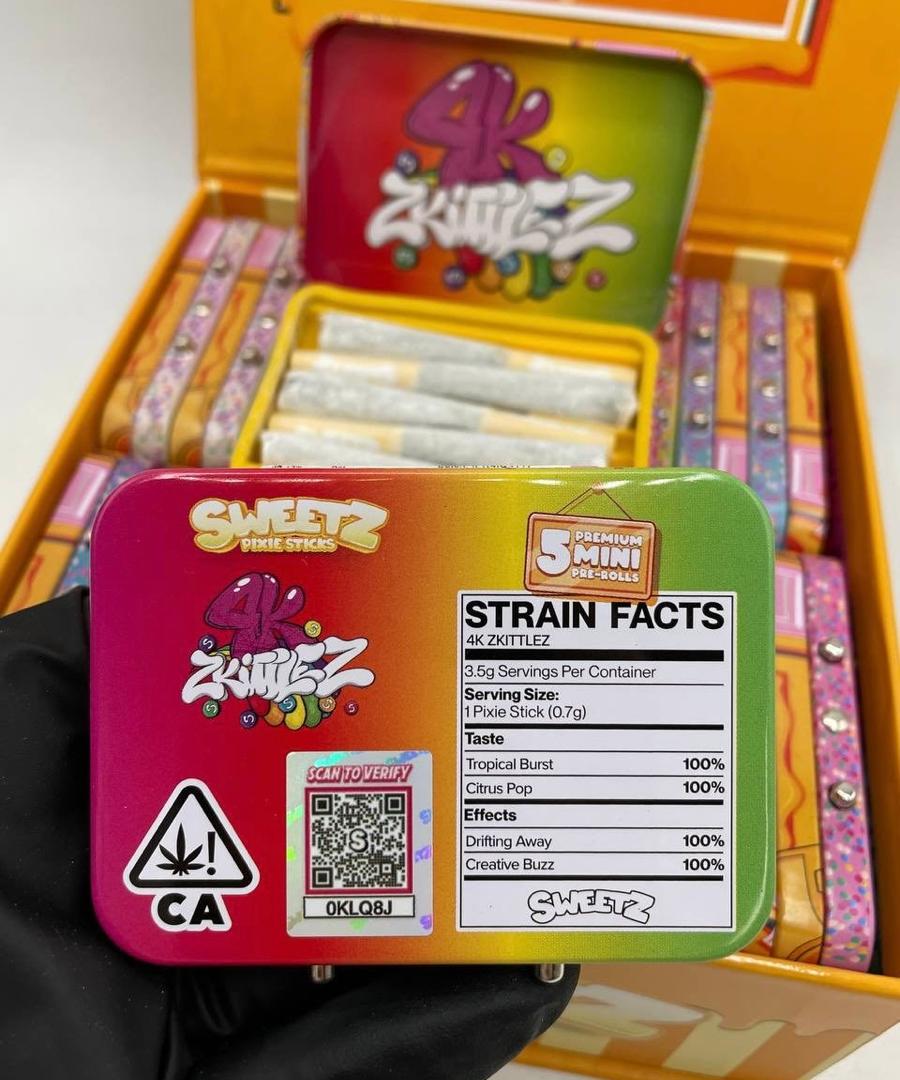 4K
ZKITTLEZ
SWEETZ
PIXIE STICKS
4K
ZKITTLEZ
SCAN TO VERIFY
S
0KLQ8J
CA
5 PREMIUM
MINI
PRE-ROLLS
STRAIN FACTS
4K ZKITTLEZ
3.5g Servings Per Container
Serving Size:
1 Pixie Stick (0.7g)
Taste
Tropical Burst 100%
Citrus Pop 100%
Effects
Drifting Away 100%
Creative Buzz 100%
SWEETZ